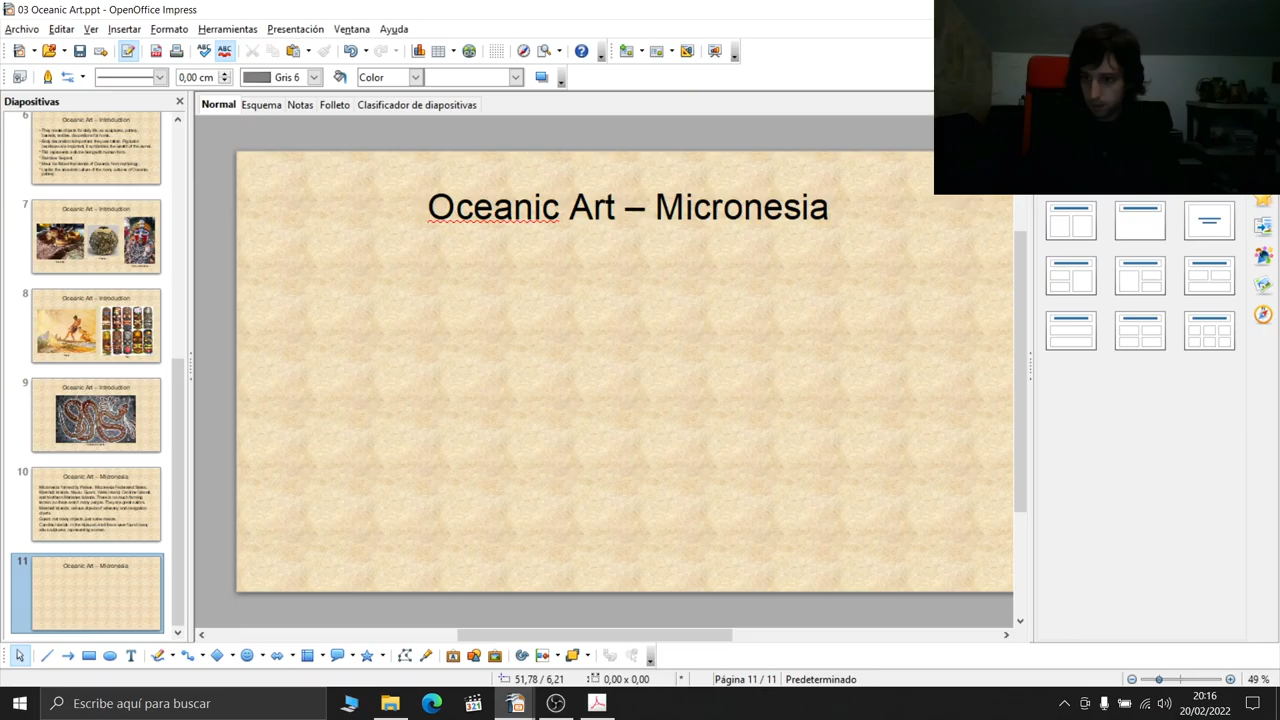 03 Oceanic Art.ppt - OpenOffice Impress
Archivo Editar Ver Insertar Formato Herramientas Presentación Ventana Ayuda
0,00 cm Gris 6 Color
Diapositivas
Normal Esquema Notas Folleto Clasificador de diapositivas
6
Oceanic Art – Introduction
7
Oceanic Art – Introduction
8
Oceanic Art – Introduction
9
Oceanic Art – Introduction
10
Oceanic Art – Micronesia
11
Oceanic Art – Micronesia
Oceanic Art – Micronesia
51,78 / 6,21 0,00 x 0,00 * Página 11 / 11 Predeterminado 49 %
Escribe aquí para buscar
321
20:16
20/02/2022